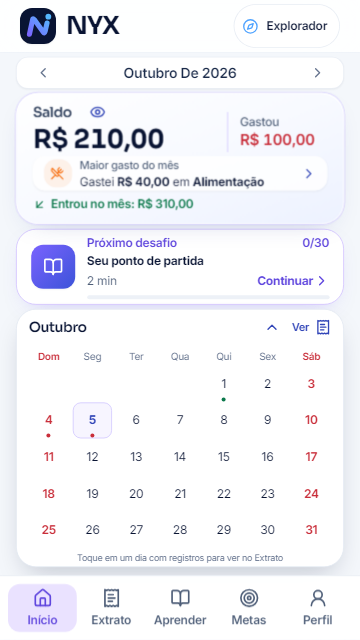 NYX
Explorador
Outubro De 2026
Saldo
Gastou
R$ 210,00
R$ 100,00
Maior gasto do mês
Gastei R$ 40,00 em Alimentação
Entrou no mês: R$ 310,00
Próximo desafio 0/30
Seu ponto de partida
2 min Continuar
Outubro Ver
Dom Seg Ter Qua Qui Sex Sáb
1 2 3
4 5 6 7 8 9 10
11 12 13 14 15 16 17
18 19 20 21 22 23 24
25 26 27 28 29 30 31
Toque em um dia com registros para ver no Extrato
Início Extrato Aprender Metas Perfil